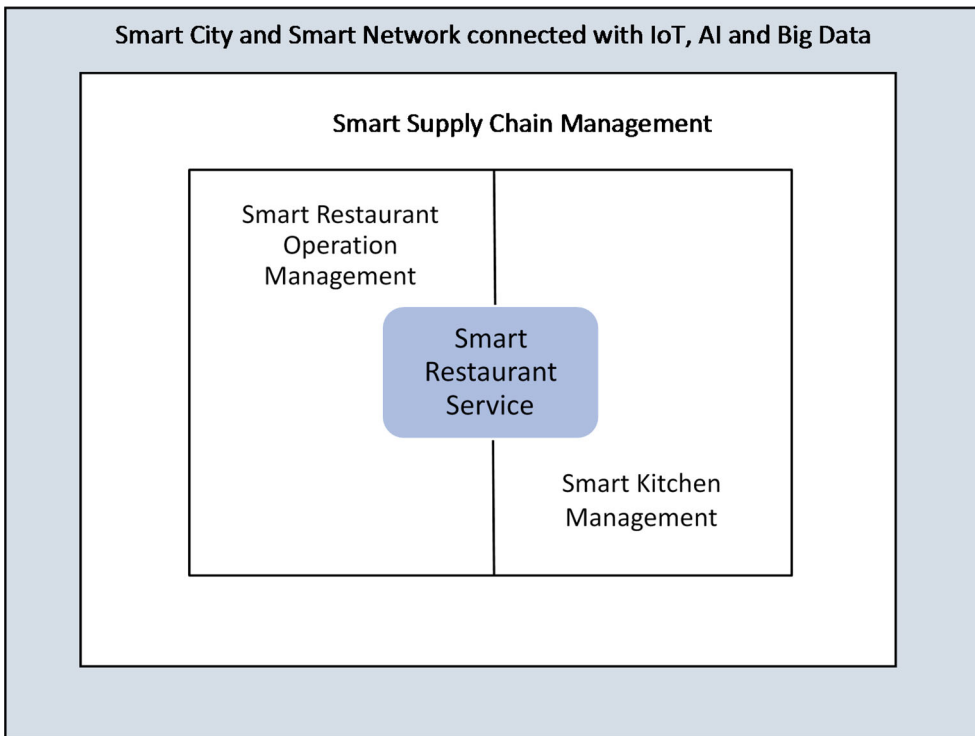 Smart City and Smart Network connected with IoT, AI and Big Data
Smart Supply Chain Management
Smart Restaurant
Operation
Management
Smart
Restaurant
Service
Smart Kitchen
Management